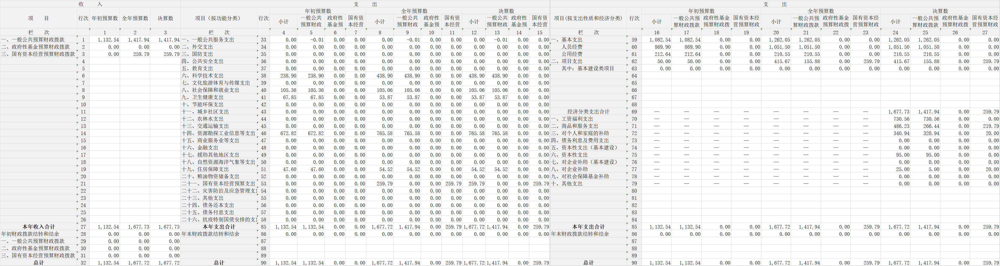 收 入 支 出 支 出
年初预算数 全年预算数 决算数 年初预算数 全年预算数 决算数
项 目 行次 年初预算数 全年预算数 决算数 项目（按功能分类） 行次 小计 一般公共预算财政 政府性基金预 国有资本经营 小计 一般公共预算财政 政府性基金预 国有资本经营 小计 一般公共预算财政 政府性基金预 国有资本经营 项目(按支出性质和经济分类) 行次 小计 一般公共预算财政拨款 政府性基金预算财政拨 国有资本经营预算财政 小计 一般公共预算财政拨款 政府性基金预算财政拨 国有资本经营预算财政 小计 一般公共预算财政拨款 政府性基金预算财政拨 国有资本经营预算财政
栏 次 1 2 3 栏 次 4 5 6 7 8 9 10 11 12 13 14 15 栏 次 16 17 18 19 20 21 22 23 24 25 26 27
一、一般公共预算财政拨款 1 1,132.54 1,417.94 1,417.94 一、一般公共服务支出 33 0.00 -0.01 0.00 0.00 0.00 -0.01 0.00 0.00 0.00 -0.01 0.00 0.00 一、基本支出 59 1,082.54 1,082.54 0.00 0.00 1,262.05 1,262.05 0.00 0.00 1,262.05 1,262.05 0.00 0.00
二、政府性基金预算财政拨款 2 0.00 0.00 0.00 二、外交支出 34 0.00 0.00 0.00 0.00 0.00 0.00 0.00 0.00 0.00 0.00 0.00 0.00 人员经费 60 869.90 869.90 0.00 0.00 1,051.50 1,051.50 0.00 0.00 1,051.50 1,051.50 0.00 0.00
三、国有资本经营预算财政拨款 3 0.00 259.79 259.79 三、国防支出 35 0.00 0.00 0.00 0.00 0.00 0.00 0.00 0.00 0.00 0.00 0.00 0.00 公用经费 61 212.64 212.64 0.00 0.00 210.55 210.55 0.00 0.00 210.55 210.55 0.00 0.00
4 四、公共安全支出 36 0.00 0.00 0.00 0.00 0.00 0.00 0.00 0.00 0.00 0.00 0.00 0.00 二、项目支出 62 50.00 50.00 0.00 0.00 415.67 155.88 0.00 259.79 415.67 155.88 0.00 259.79
5 五、教育支出 37 0.00 0.00 0.00 0.00 0.00 0.00 0.00 0.00 0.00 0.00 0.00 0.00 其中：基本建设类项目 63 0.00 0.00 0.00 0.00 0.00 0.00 0.00 0.00 0.00 0.00 0.00 0.00
6 六、科学技术支出 38 238.90 238.90 0.00 0.00 438.90 438.90 0.00 0.00 438.90 438.90 0.00 0.00 64
7 七、文化旅游体育与传媒支出 39 0.00 0.00 0.00 0.00 0.00 0.00 0.00 0.00 0.00 0.00 0.00 0.00 65
8 八、社会保障和就业支出 40 105.36 105.36 0.00 0.00 105.06 105.06 0.00 0.00 105.06 105.06 0.00 0.00 66
9 九、卫生健康支出 41 67.85 67.85 0.00 0.00 53.87 53.87 0.00 0.00 53.87 53.87 0.00 0.00 67
10 十、节能环保支出 42 0.00 0.00 0.00 0.00 0.00 0.00 0.00 0.00 0.00 0.00 0.00 0.00 68
11 十一、城乡社区支出 43 0.00 0.00 0.00 0.00 0.00 0.00 0.00 0.00 0.00 0.00 0.00 0.00 经济分类支出合计 69 — — — — — — — — 1,677.73 1,417.94 0.00 259.79
12 十二、农林水支出 44 0.00 0.00 0.00 0.00 0.00 0.00 0.00 0.00 0.00 0.00 0.00 0.00 一、工资福利支出 70 — — — — — — — — 730.56 730.56 0.00 0.00
13 十三、交通运输支出 45 0.00 0.00 0.00 0.00 0.00 0.00 0.00 0.00 0.00 0.00 0.00 0.00 二、商品和服务支出 71 — — — — — — — — 486.23 266.44 0.00 219.79
14 十四、资源勘探工业信息等支出 46 672.82 672.82 0.00 0.00 765.58 765.58 0.00 0.00 765.58 765.58 0.00 0.00 三、对个人和家庭的补助 72 — — — — — — — — 340.94 320.94 0.00 20.00
15 十五、商业服务业等支出 47 0.00 0.00 0.00 0.00 0.00 0.00 0.00 0.00 0.00 0.00 0.00 0.00 四、债务利息及费用支出 73 — — — — — — — — 0.00 0.00 0.00 0.00
16 十六、金融支出 48 0.00 0.00 0.00 0.00 0.00 0.00 0.00 0.00 0.00 0.00 0.00 0.00 五、资本性支出（基本建设） 74 — — — — — — — — 0.00 0.00 0.00 0.00
17 十七、援助其他地区支出 49 0.00 0.00 0.00 0.00 0.00 0.00 0.00 0.00 0.00 0.00 0.00 0.00 六、资本性支出 75 — — — — — — — — 95.00 95.00 0.00 0.00
18 十八、自然资源海洋气象等支出 50 0.00 0.00 0.00 0.00 0.00 0.00 0.00 0.00 0.00 0.00 0.00 0.00 七、对企业补助（基本建设） 76 — — — — — — — — 0.00 0.00 0.00 0.00
19 十九、住房保障支出 51 47.60 47.60 0.00 0.00 54.52 54.52 0.00 0.00 54.52 54.52 0.00 0.00 八、对企业补助 77 — — — — — — — — 25.00 5.00 0.00 20.00
20 二十、粮油物资储备支出 52 0.00 0.00 0.00 0.00 0.00 0.00 0.00 0.00 0.00 0.00 0.00 0.00 九、对社会保障基金补助 78 — — — — — — — — 0.00 0.00 0.00 0.00
21 二十一、国有资本经营预算支出 53 0.00 0.00 0.00 0.00 259.79 0.00 0.00 259.79 259.79 0.00 0.00 259.79 十、其他支出 79 — — — — — — — — 0.00 0.00 0.00 0.00
22 二十二、灾害防治及应急管理支 54 0.00 0.00 0.00 0.00 0.00 0.00 0.00 0.00 0.00 0.00 0.00 0.00 80
23 二十三、其他支出 55 0.00 0.00 0.00 0.00 0.00 0.00 0.00 0.00 0.00 0.00 0.00 0.00 81
24 二十四、债务还本支出 56 0.00 0.00 0.00 0.00 0.00 0.00 0.00 0.00 0.00 0.00 0.00 0.00 82
25 二十五、债务付息支出 57 0.00 0.00 0.00 0.00 0.00 0.00 0.00 0.00 0.00 0.00 0.00 0.00 83
26 二十六、抗疫特别国债安排的支 58 0.00 0.00 0.00 0.00 0.00 0.00 0.00 0.00 0.00 0.00 0.00 0.00 84
本年收入合计 27 1,132.54 1,677.73 1,677.73 本年支出合计 85 1,132.54 1,132.54 0.00 0.00 1,677.72 1,417.94 0.00 259.79 1,677.72 1,417.94 0.00 259.79 本年支出合计 85 1,132.54 1,132.54 0.00 0.00 1,677.72 1,417.94 0.00 259.79 1,677.72 1,417.94 0.00 259.79
年初财政拨款结转和结余 28 0.00 0.00 0.00 年末财政拨款结转和结余 86 0.00 0.00 0.00 0.00 0.00 0.00 0.00 0.00 0.00 0.00 0.00 0.00 年末财政拨款结转和结余 86 0.00 0.00 0.00 0.00 0.00 0.00 0.00 0.00 0.00 0.00 0.00 0.00
一、一般公共预算财政拨款 29 0.00 0.00 0.00 87 87
二、政府性基金预算财政拨款 30 0.00 0.00 0.00 88 88
三、国有资本经营预算财政拨款 31 0.00 0.00 0.00 89 89
总计 32 1,132.54 1,677.72 1,677.72 总计 90 1,132.54 1,132.54 0.00 0.00 1,677.72 1,417.94 0.00 259.79 1,677.72 1,417.94 0.00 259.79 总计 90 1,132.54 1,132.54 0.00 0.00 1,677.72 1,417.94 0.00 259.79 1,677.72 1,417.94 0.00 259.79